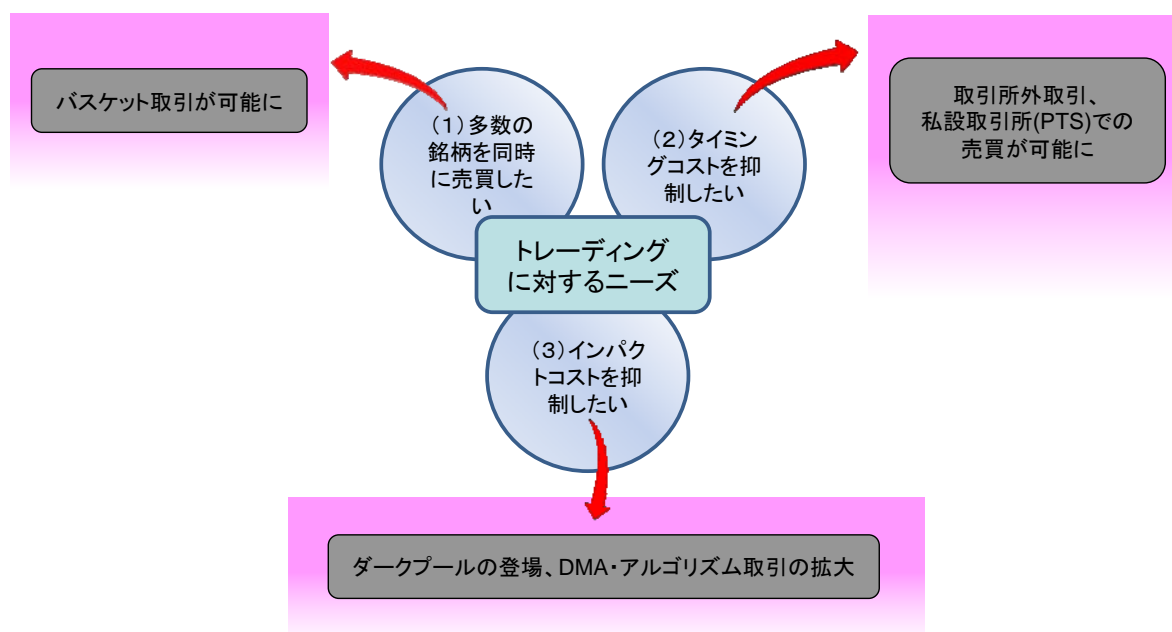 バスケット取引が可能に
（１）多数の
銘柄を同時
に売買した
い
（２）タイミン
グコストを抑
制したい
取引所外取引、
私設取引所(PTS)での
売買が可能に
トレーディング
に対するニーズ
（３）インパク
トコストを抑
制したい
ダークプールの登場、DMA・アルゴリズム取引の拡大